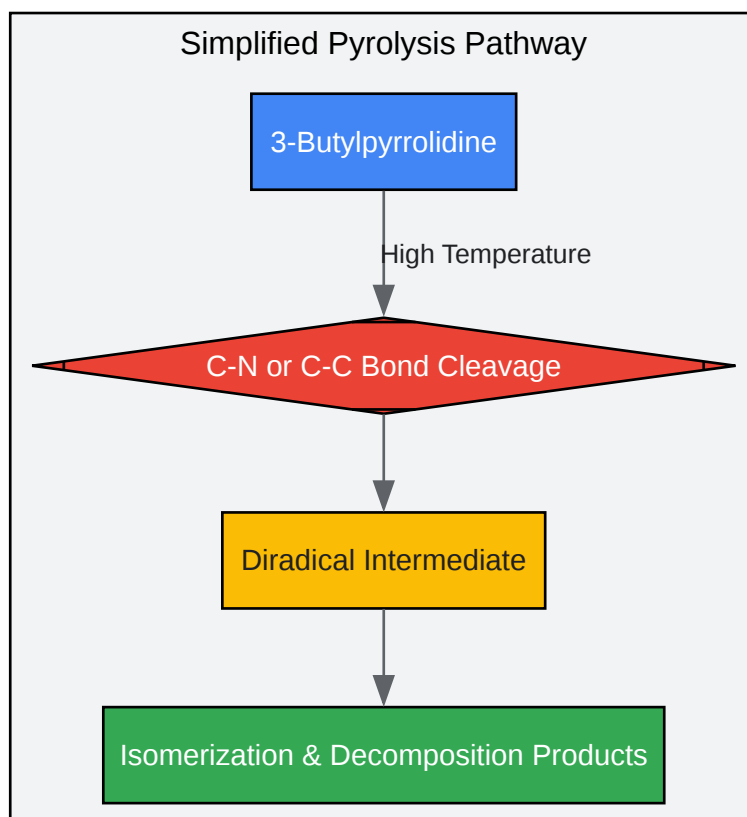 Simplified Pyrolysis Pathway
3-Butylpyrrolidine
High Temperature
C-N or C-C Bond Cleavage
Diradical Intermediate
Isomerization & Decomposition Products